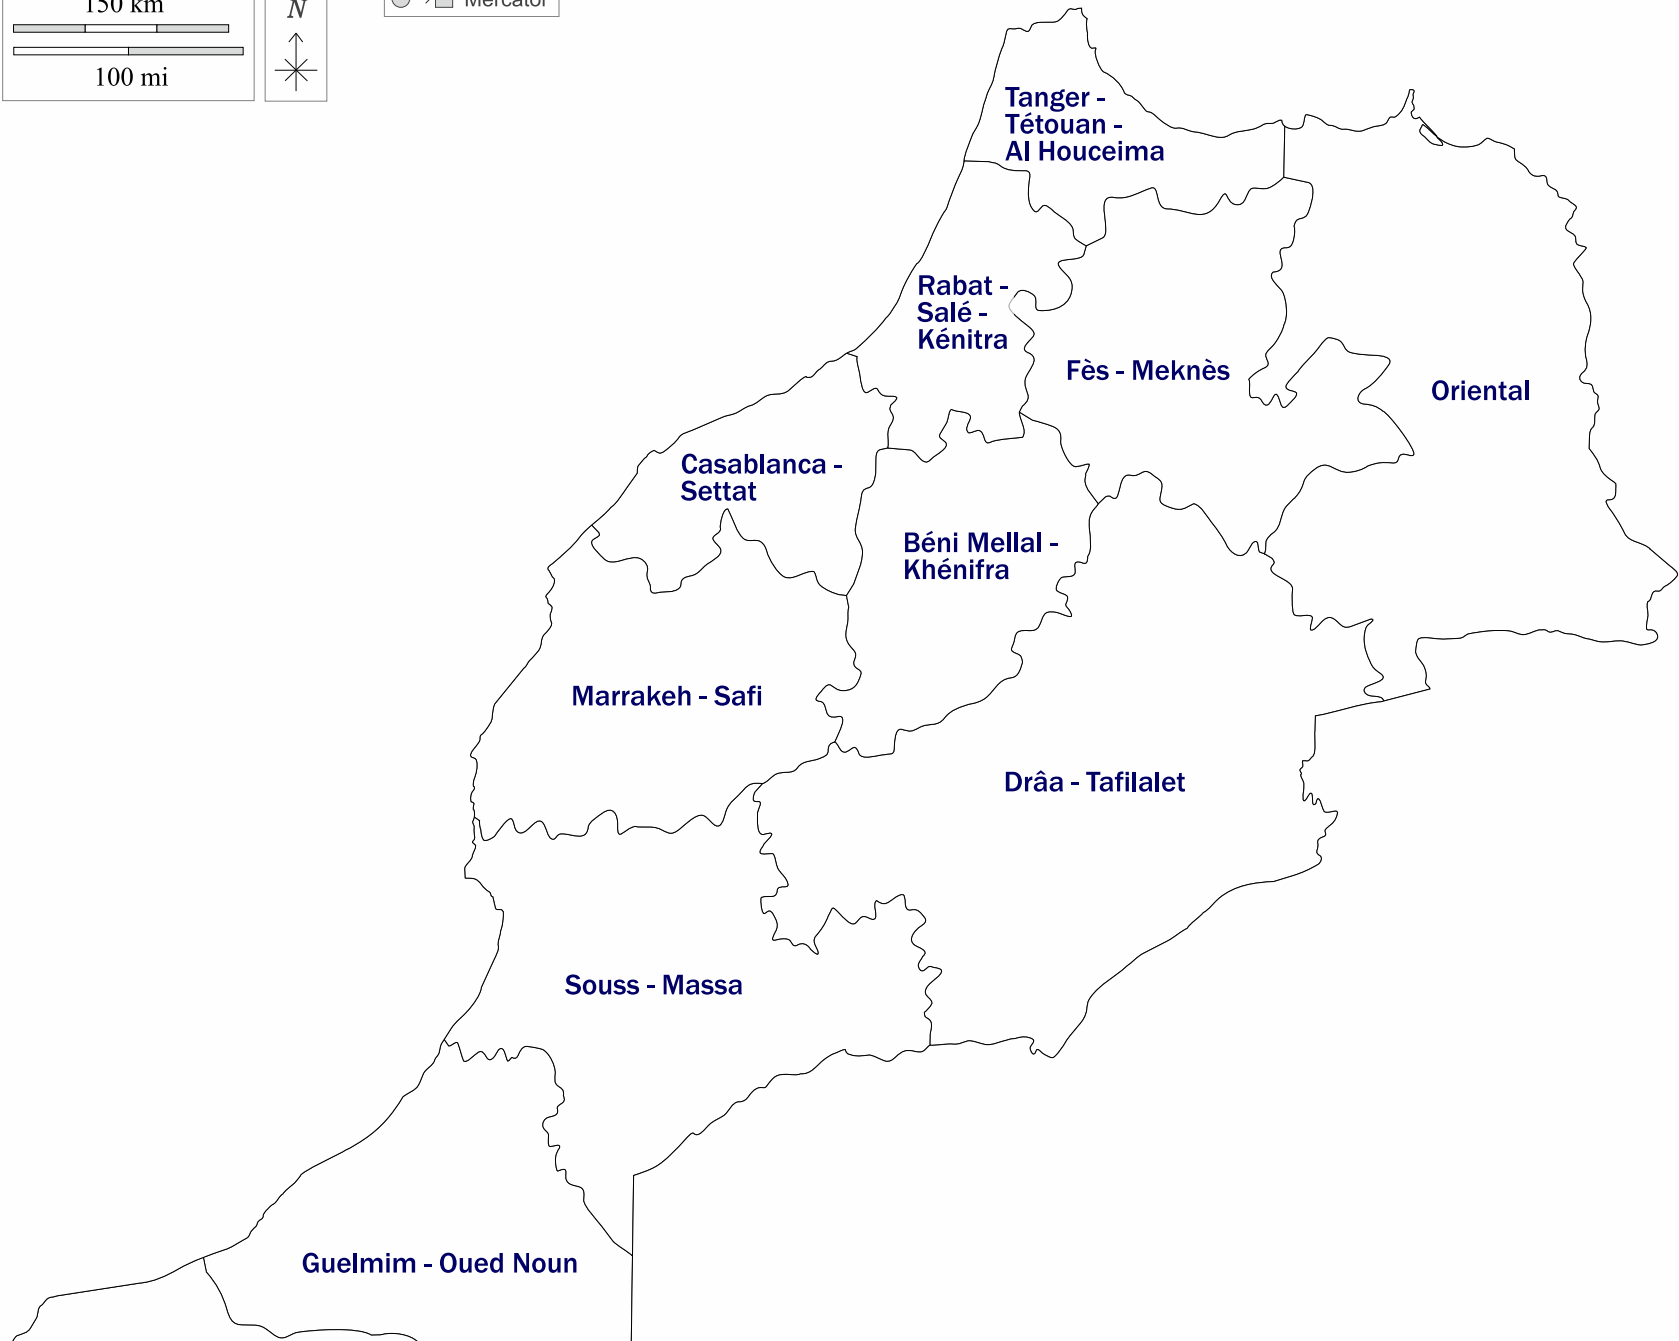 150 km
100 mi
N
Mercator
Tanger -
Tétouan -
Al Houceima
Rabat -
Salé -
Kénitra
Fès - Meknès
Oriental
Casablanca -
Settat
Béni Mellal -
Khénifra
Marrakeh - Safi
Drâa - Tafilalet
Souss - Massa
Guelmim - Oued Noun